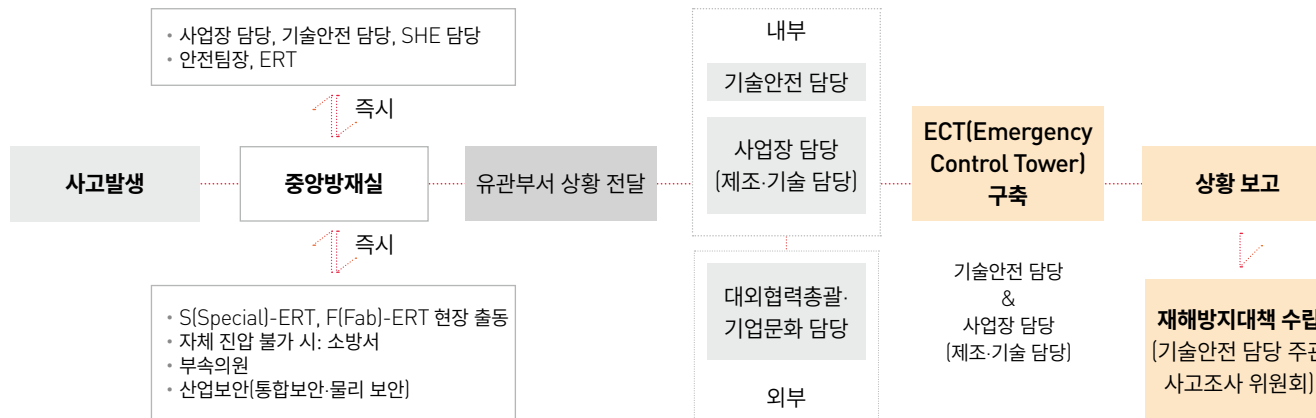 • 사업장 담당, 기술안전 담당, SHE 담당
• 안전팀장, ERT
즉시
사고발생
중앙방재실
즉시
• S(Special)-ERT, F(Fab)-ERT 현장 출동
• 자체 진압 불가 시: 소방서
• 부속의원
• 산업보안(통합보안·물리 보안)
유관부서 상황 전달
내부
기술안전 담당
사업장 담당
(제조·기술 담당)
대외협력총괄·
기업문화 담당
외부
ECT(Emergency
Control Tower)
구축
기술안전 담당
&
사업장 담당
(제조·기술 담당)
상황 보고
재해방지대책 수립
(기술안전 담당 주관
사고조사 위원회)